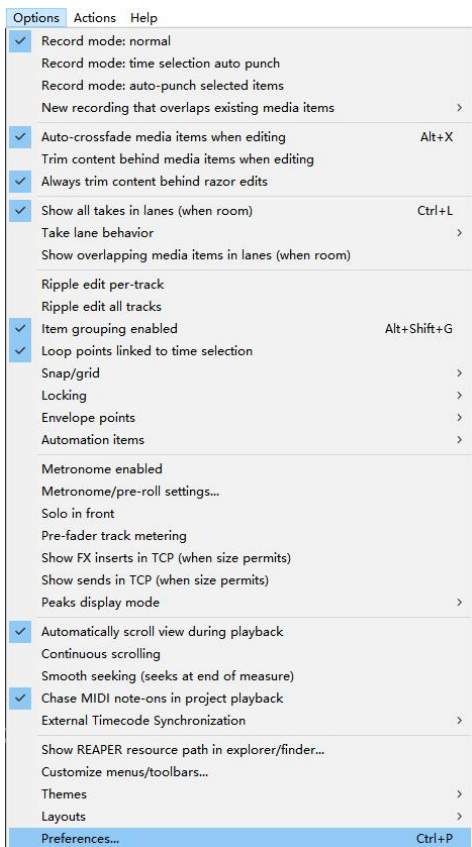 Options Actions Help
Record mode: normal
Record mode: time selection auto punch
Record mode: auto-punch selected items
New recording that overlaps existing media items
Auto-crossfade media items when editing Alt+X
Trim content behind media items when editing
Always trim content behind razor edits
Show all takes in lanes (when room) Ctrl+L
Take lane behavior
Show overlapping media items in lanes (when room)
Ripple edit per-track
Ripple edit all tracks
Item grouping enabled Alt+Shift+G
Loop points linked to time selection
Snap/grid
Locking
Envelope points
Automation items
Metronome enabled
Metronome/pre-roll settings...
Solo in front
Pre-fader track metering
Show FX inserts in TCP (when size permits)
Show sends in TCP (when size permits)
Peaks display mode
Automatically scroll view during playback
Continuous scrolling
Smooth seeking (seeks at end of measure)
Chase MIDI note-ons in project playback
External Timecode Synchronization
Show REAPER resource path in explorer/finder...
Customize menus/toolbars...
Themes
Layouts
Preferences... Ctrl+P